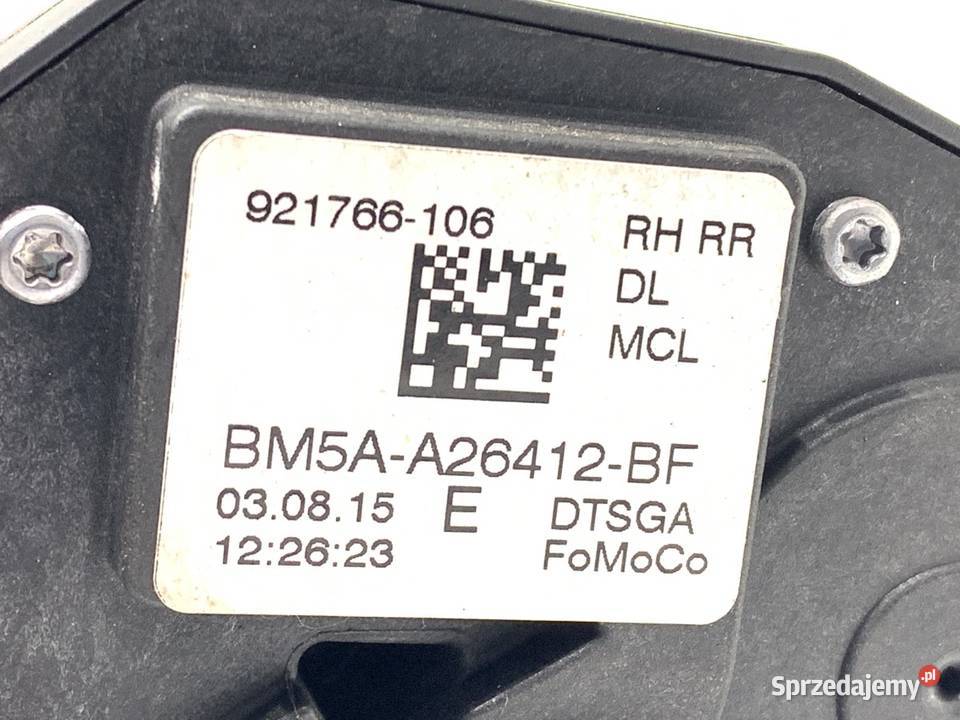 921766-106
RH RR
DL
MCL
BM5A-A26412-BF
03.08.15 E DTSGA
12:26:23 FoMoCo
Sprzedajemy.pl